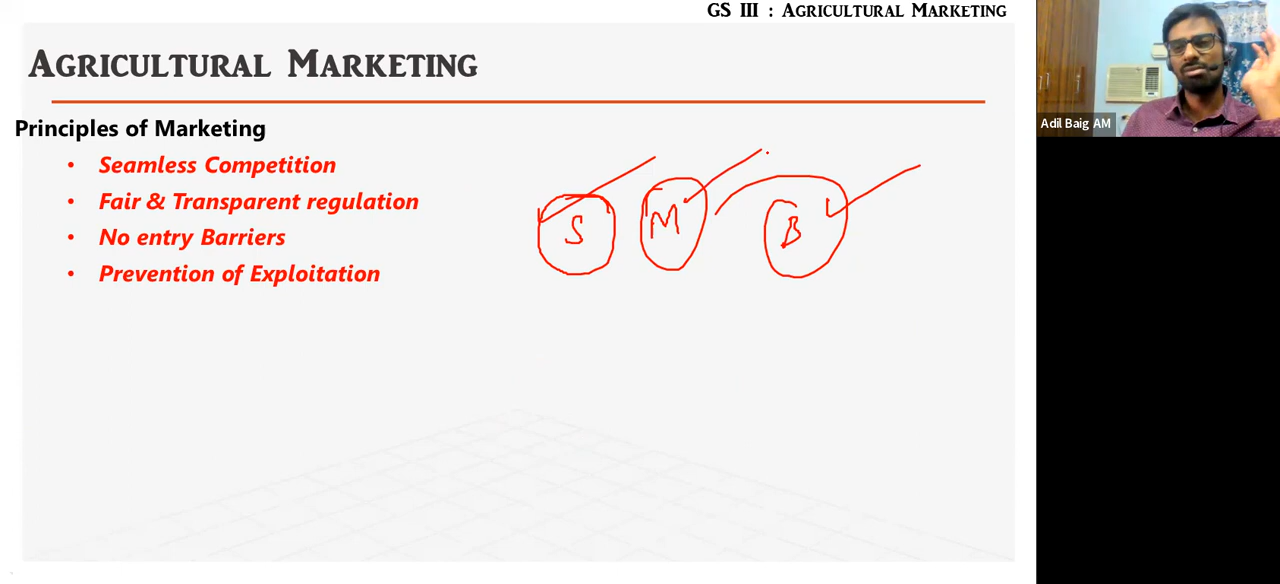 GS III : Agricultural Marketing
Agricultural Marketing
Principles of Marketing
• Seamless Competition
• Fair & Transparent regulation
• No entry Barriers
• Prevention of Exploitation
S M B
Adil Baig AM